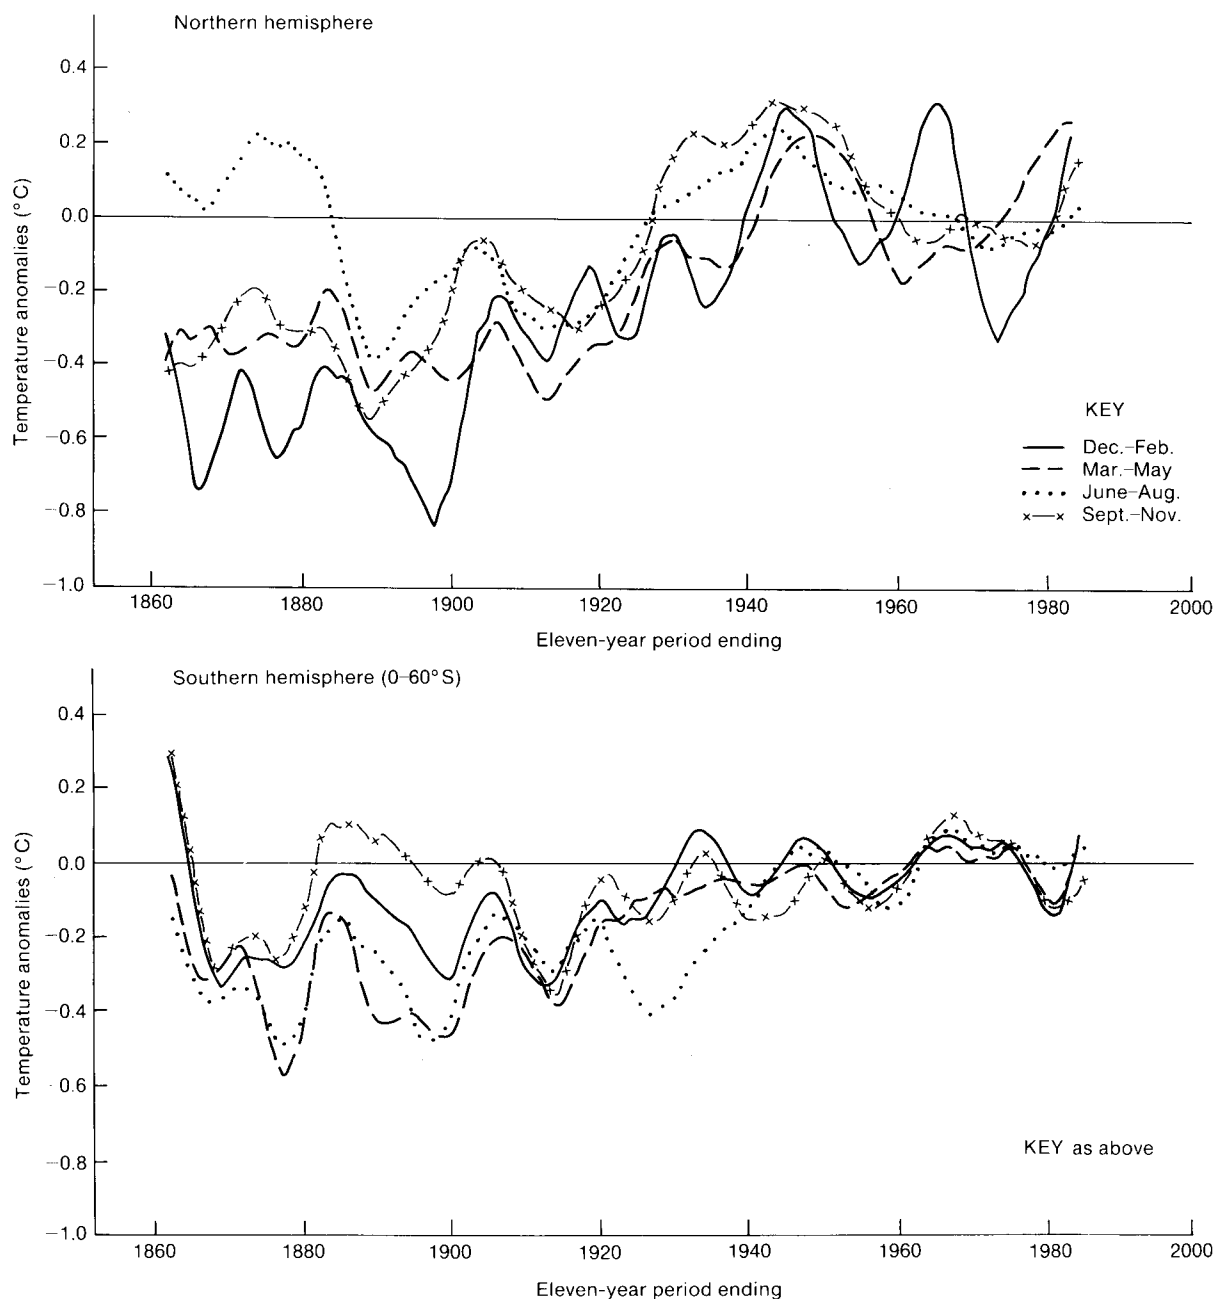 Northern hemisphere
0.4
0.2
0.0
−0.2
−0.4
−0.6
−0.8
−1.0
Temperature anomalies (°C)
KEY
Dec.–Feb.
Mar.–May
June–Aug.
Sept.–Nov.
1860 1880 1900 1920 1940 1960 1980 2000
Eleven-year period ending
Southern hemisphere (0–60°S)
0.4
0.2
0.0
−0.2
−0.4
−0.6
−0.8
−1.0
Temperature anomalies (°C)
KEY as above
1860 1880 1900 1920 1940 1960 1980 2000
Eleven-year period ending